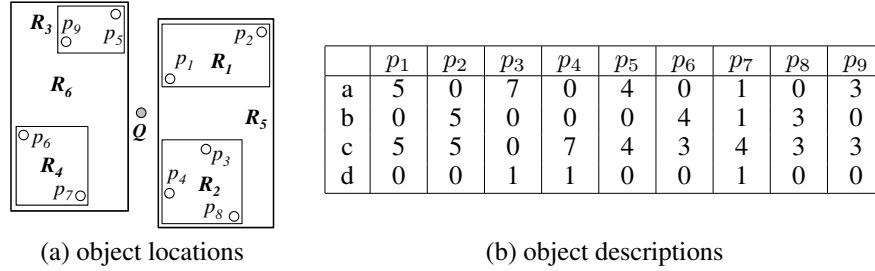 R3 p9 p5
R6
p6
R4
p7
Q
p2
p1 R1
R5
p3
p4 R2
p8
(a) object locations
p1 p2 p3 p4 p5 p6 p7 p8 p9
a 5 0 7 0 4 0 1 0 3
b 0 5 0 0 0 4 1 3 0
c 5 5 0 7 4 3 4 3 3
d 0 0 1 1 0 0 1 0 0
(b) object descriptions